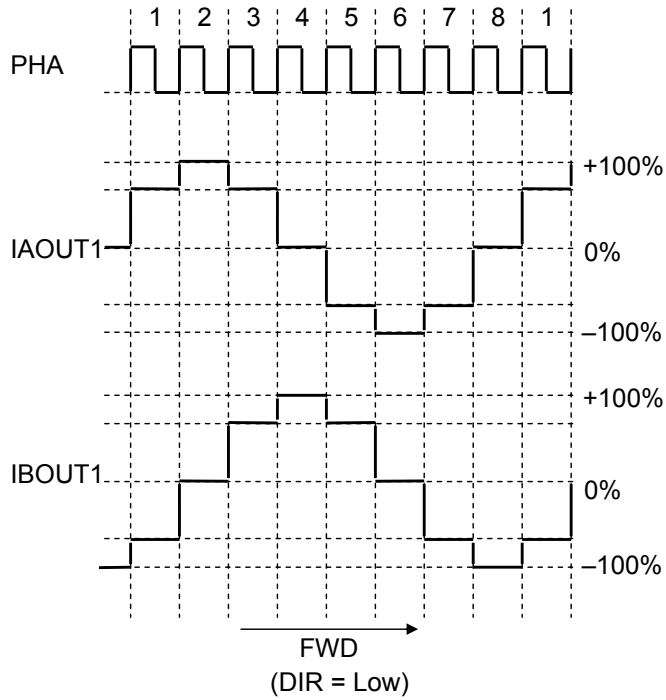 1 2 3 4 5 6 7 8 1
PHA
+100%
IAOUT1
0%
–100%
+100%
IBOUT1
0%
–100%
FWD
(DIR = Low)